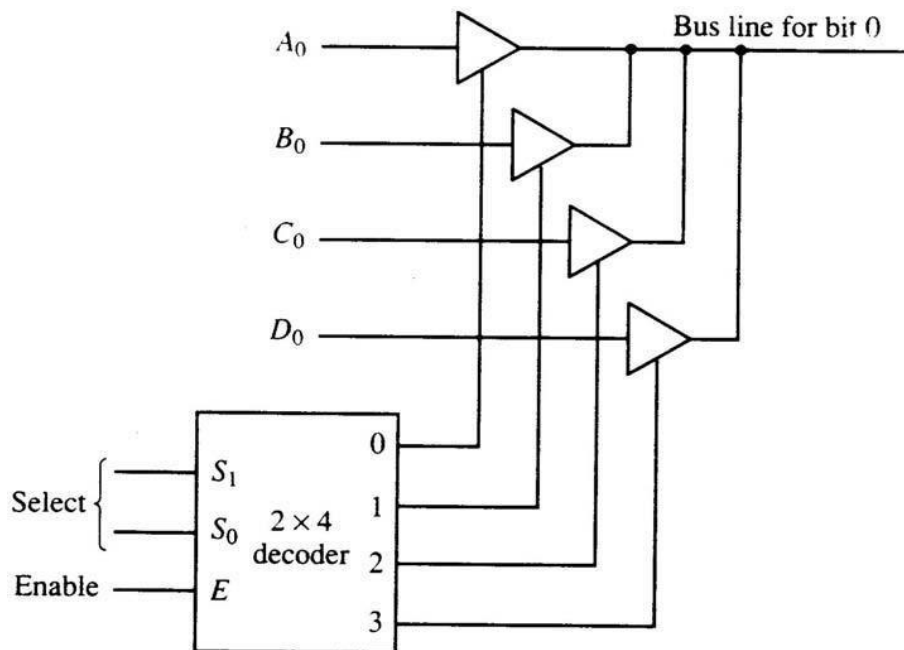 Bus line for bit 0
A₀
B₀
C₀
D₀
Select
S₁
S₀
Enable
E
2 × 4
decoder
0
1
2
3